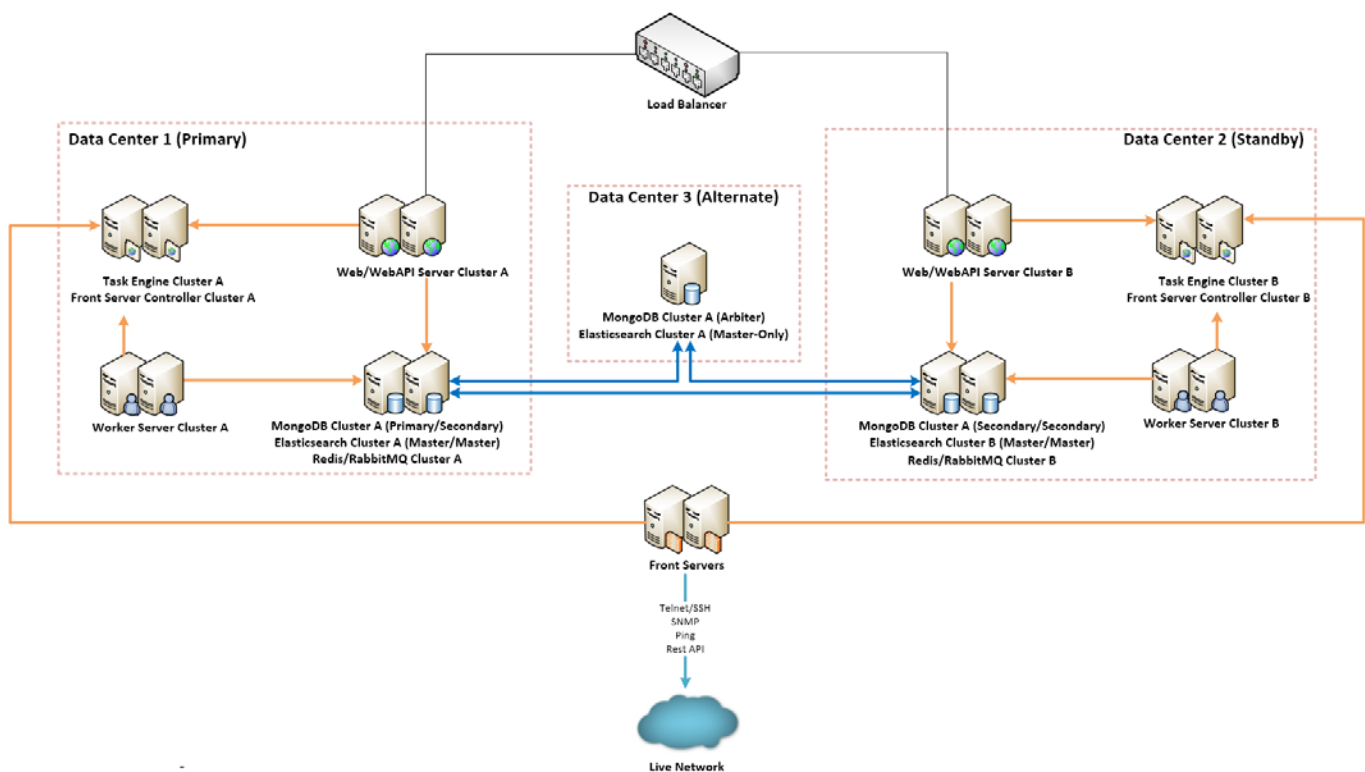 Load Balancer
Data Center 1 (Primary)
Data Center 2 (Standby)
Data Center 3 (Alternate)
Task Engine Cluster A
Front Server Controller Cluster A
Web/WebAPI Server Cluster A
MongoDB Cluster A (Arbiter)
Elasticsearch Cluster A (Master-Only)
Web/WebAPI Server Cluster B
Task Engine Cluster B
Front Server Controller Cluster B
Worker Server Cluster A
MongoDB Cluster A (Primary/Secondary)
Elasticsearch Cluster A (Master/Master)
Redis/RabbitMQ Cluster A
MongoDB Cluster A (Secondary/Secondary)
Elasticsearch Cluster B (Master/Master)
Redis/RabbitMQ Cluster B
Worker Server Cluster B
Front Servers
Telnet/SSH
SNMP
Ping
Rest API
Live Network